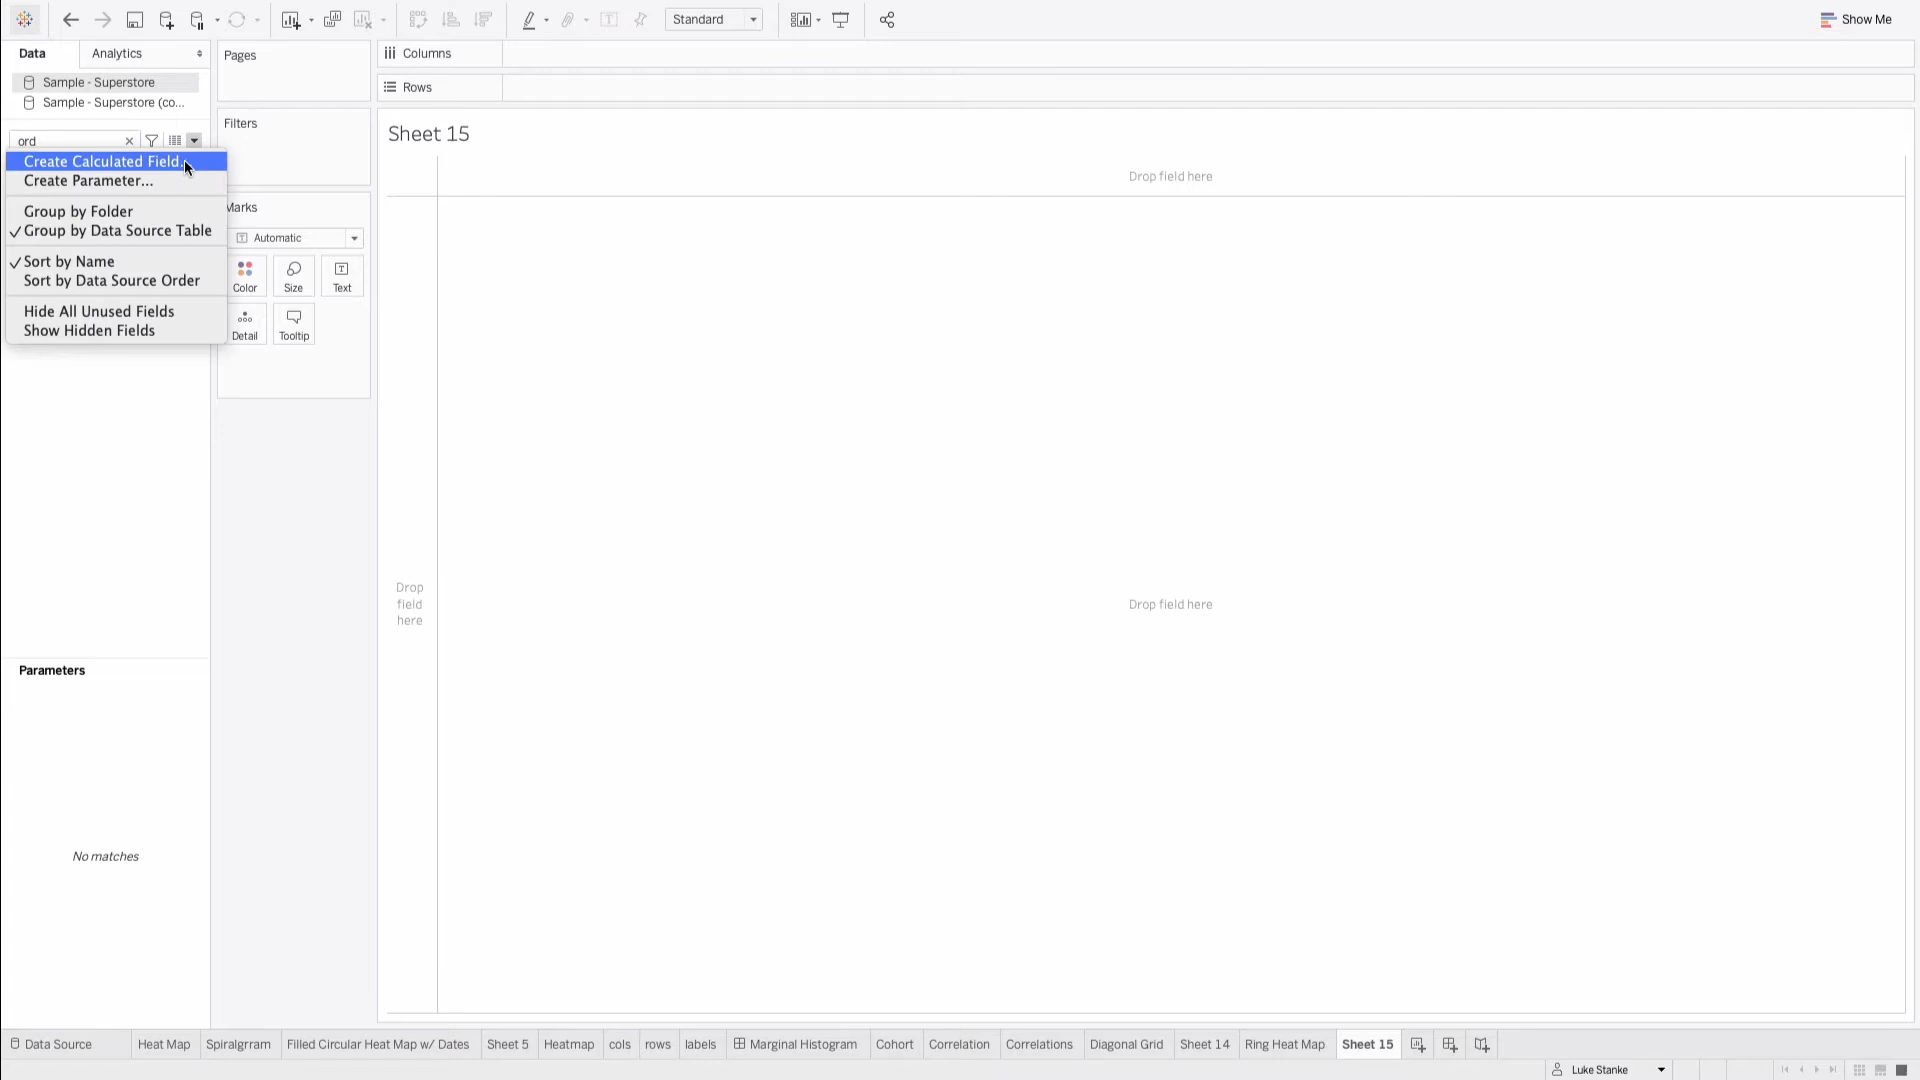 Standard
Show Me
Data
Analytics
Pages
Columns
Sample - Superstore
Rows
Sample - Superstore (co...
Filters
ord
Sheet 15
Create Calculated Field..
Create Parameter...
Drop field here
Group by Folder
Marks
Group by Data Source Table
Automatic
Sort by Name
Sort by Data Source Order
Color
Size
Text
Hide All Unused Fields
Show Hidden Fields
Detail
Tooltip
Drop
field
here
Drop field here
Parameters
No matches
Data Source
Heat Map
Spiralgrram
Filled Circular Heat Map w/ Dates
Sheet 5
Heatmap
cols
rows
labels
Marginal Histogram
Cohort
Correlation
Correlations
Diagonal Grid
Sheet 14
Ring Heat Map
Sheet 15
Luke Stanke